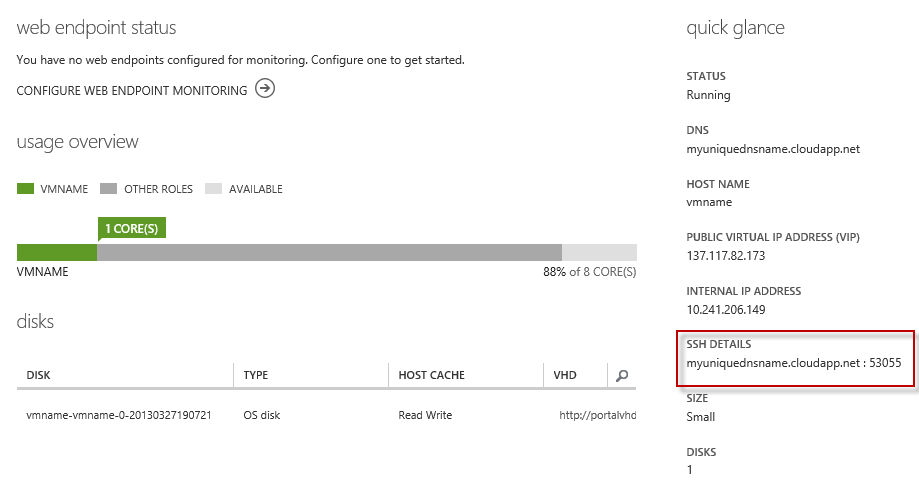 web endpoint status
You have no web endpoints configured for monitoring. Configure one to get started.
CONFIGURE WEB ENDPOINT MONITORING
usage overview
VMNAME OTHER ROLES AVAILABLE
1 CORE(S)
VMNAME 88% of 8 CORE(S)
disks
DISK TYPE HOST CACHE VHD
vmname-vmname-0-20130327190721 OS disk Read Write http://portalvhd
quick glance
STATUS
Running
DNS
myuniquednsname.cloudapp.net
HOST NAME
vmname
PUBLIC VIRTUAL IP ADDRESS (VIP)
137.117.82.173
INTERNAL IP ADDRESS
10.241.206.149
SSH DETAILS
myuniquednsname.cloudapp.net : 53055
SIZE
Small
DISKS
1